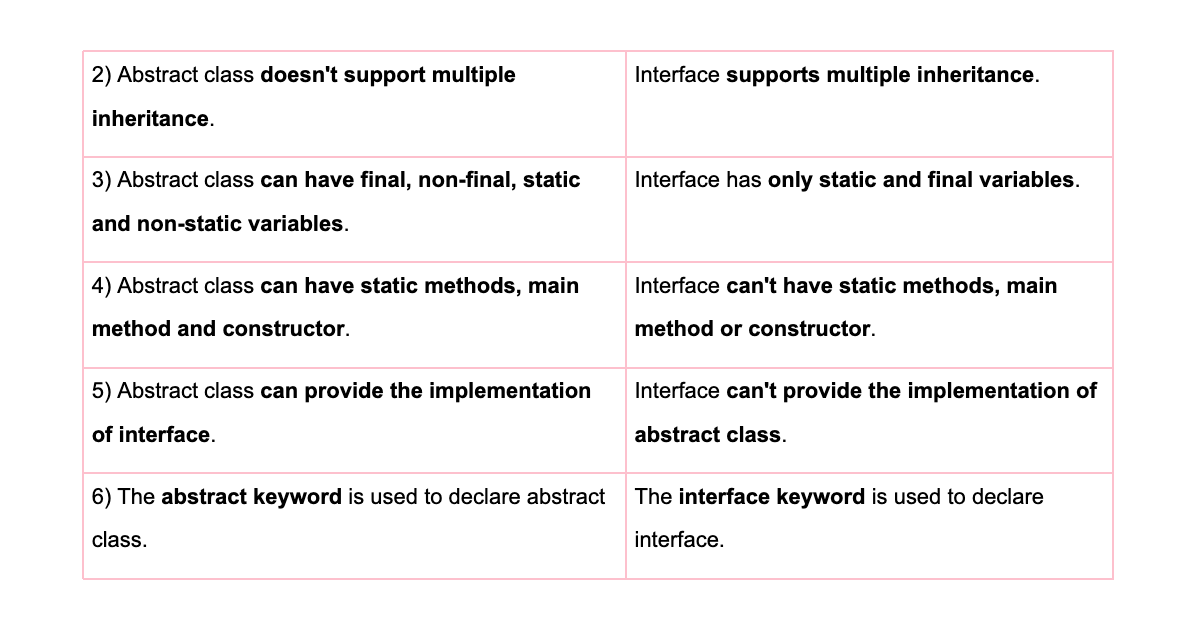 2) Abstract class doesn't support multiple
inheritance.
Interface supports multiple inheritance.
3) Abstract class can have final, non-final, static
and non-static variables.
Interface has only static and final variables.
4) Abstract class can have static methods, main
method and constructor.
Interface can't have static methods, main
method or constructor.
5) Abstract class can provide the implementation
of interface.
Interface can't provide the implementation of
abstract class.
6) The abstract keyword is used to declare abstract
class.
The interface keyword is used to declare
interface.